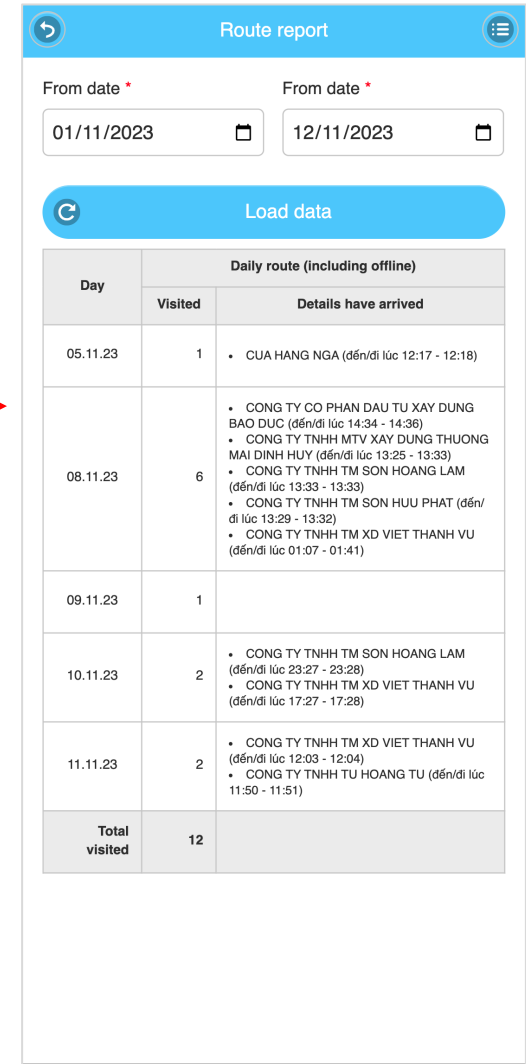 Route report
From date *
From date *
01/11/2023
12/11/2023
Load data
Day
Daily route (including offline)
Visited
Details have arrived
05.11.23
1
• CUA HANG NGA (đến/đi lúc 12:17 - 12:18)
08.11.23
6
• CONG TY CO PHAN DAU TU XAY DUNG
BAO DUC (đến/đi lúc 14:34 - 14:36)
• CONG TY TNHH MTV XAY DUNG THUONG
MAI DINH HUY (đến/đi lúc 13:25 - 13:33)
• CONG TY TNHH TM SON HOANG LAM
(đến/đi lúc 13:33 - 13:33)
• CONG TY TNHH TM SON HUU PHAT (đến/
đi lúc 13:29 - 13:32)
• CONG TY TNHH TM XD VIET THANH VU
(đến/đi lúc 01:07 - 01:41)
09.11.23
1
10.11.23
2
• CONG TY TNHH TM SON HOANG LAM
(đến/đi lúc 23:27 - 23:28)
• CONG TY TNHH TM XD VIET THANH VU
(đến/đi lúc 17:27 - 17:28)
11.11.23
2
• CONG TY TNHH TM XD VIET THANH VU
(đến/đi lúc 12:03 - 12:04)
• CONG TY TNHH TU HOANG TU (đến/đi lúc
11:50 - 11:51)
Total
visited
12